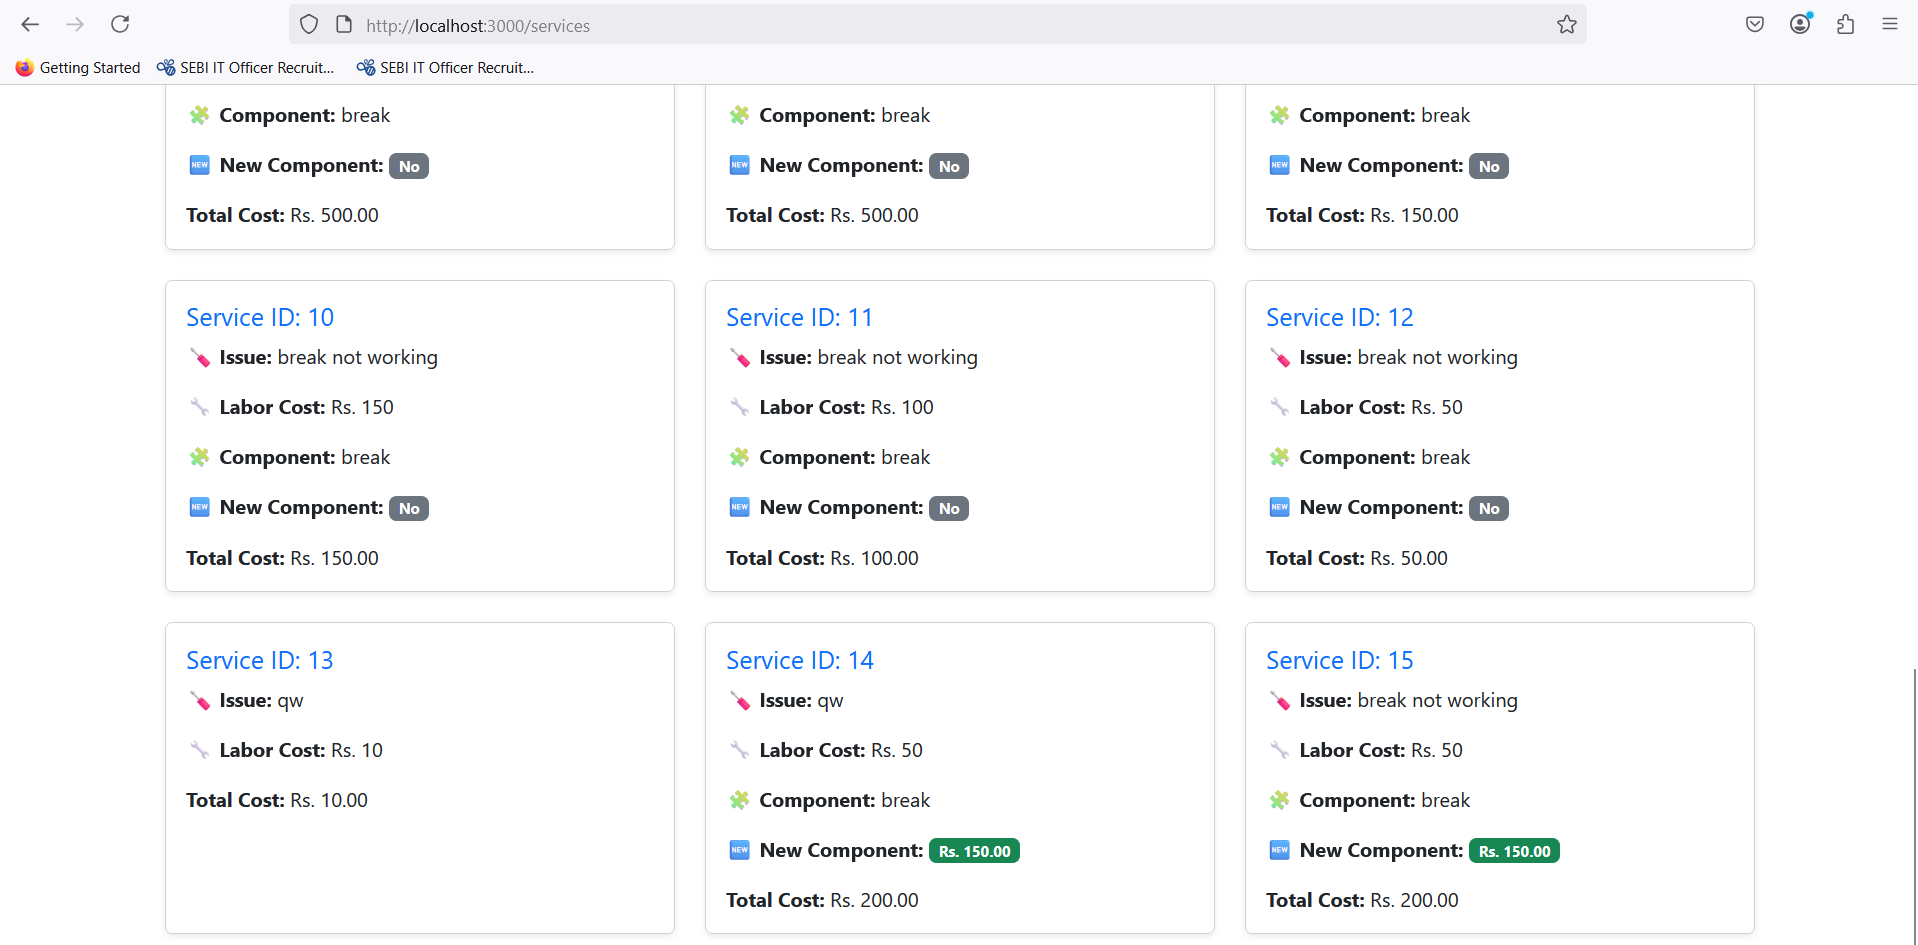 http://localhost:3000/services
Getting Started SEBI IT Officer Recruit... SEBI IT Officer Recruit...
Component: break Component: break Component: break
NEW New Component: No NEW New Component: No NEW New Component: No
Total Cost: Rs. 500.00 Total Cost: Rs. 500.00 Total Cost: Rs. 150.00
Service ID: 10
Issue: break not working
Labor Cost: Rs. 150
Component: break
NEW New Component: No
Total Cost: Rs. 150.00
Service ID: 11
Issue: break not working
Labor Cost: Rs. 100
Component: break
NEW New Component: No
Total Cost: Rs. 100.00
Service ID: 12
Issue: break not working
Labor Cost: Rs. 50
Component: break
NEW New Component: No
Total Cost: Rs. 50.00
Service ID: 13
Issue: qw
Labor Cost: Rs. 10
Total Cost: Rs. 10.00
Service ID: 14
Issue: qw
Labor Cost: Rs. 50
Component: break
NEW New Component: Rs. 150.00
Total Cost: Rs. 200.00
Service ID: 15
Issue: break not working
Labor Cost: Rs. 50
Component: break
NEW New Component: Rs. 150.00
Total Cost: Rs. 200.00